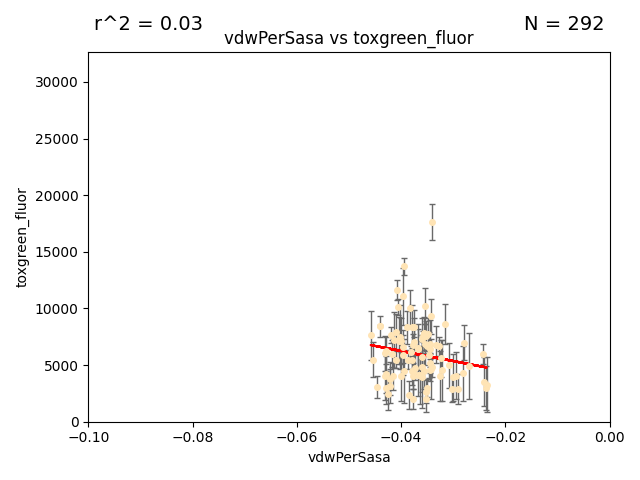 r^2 = 0.03
N = 292
vdwPerSasa vs toxgreen_fluor
30000
25000
20000
15000
10000
5000
0
toxgreen_fluor
−0.10
−0.08
−0.06
−0.04
−0.02
0.00
vdwPerSasa